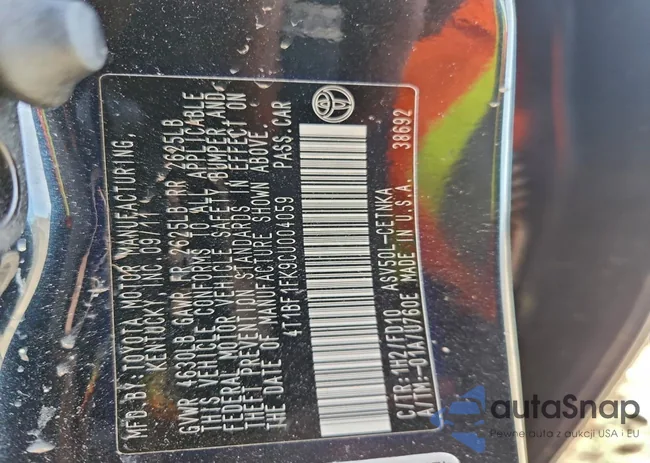 MFD.BY:TOYOTA MOTOR MANUFACTURING,
KENTUCKY, INC.09/11
GVWR 4630LB GAWR FR 2625LB RR 2625LB
THIS VEHICLE CONFORMS TO ALL APPLICABLE
FEDERAL MOTOR VEHICLE SAFETY, BUMPER AND,
THEFT PREVENTION STANDARDS IN EFFECT ON
THE DATE OF MANUFACTURE SHOWN ABOVE.
4T1BF1FK9CU004059 PASS.CAR
C/TR:1H2/FD10 ASV50L-CETNKA
A/TM:-01A/U760E MADE IN U.S.A. 38692
autaSnap
Pewne auta z aukcji USA i EU